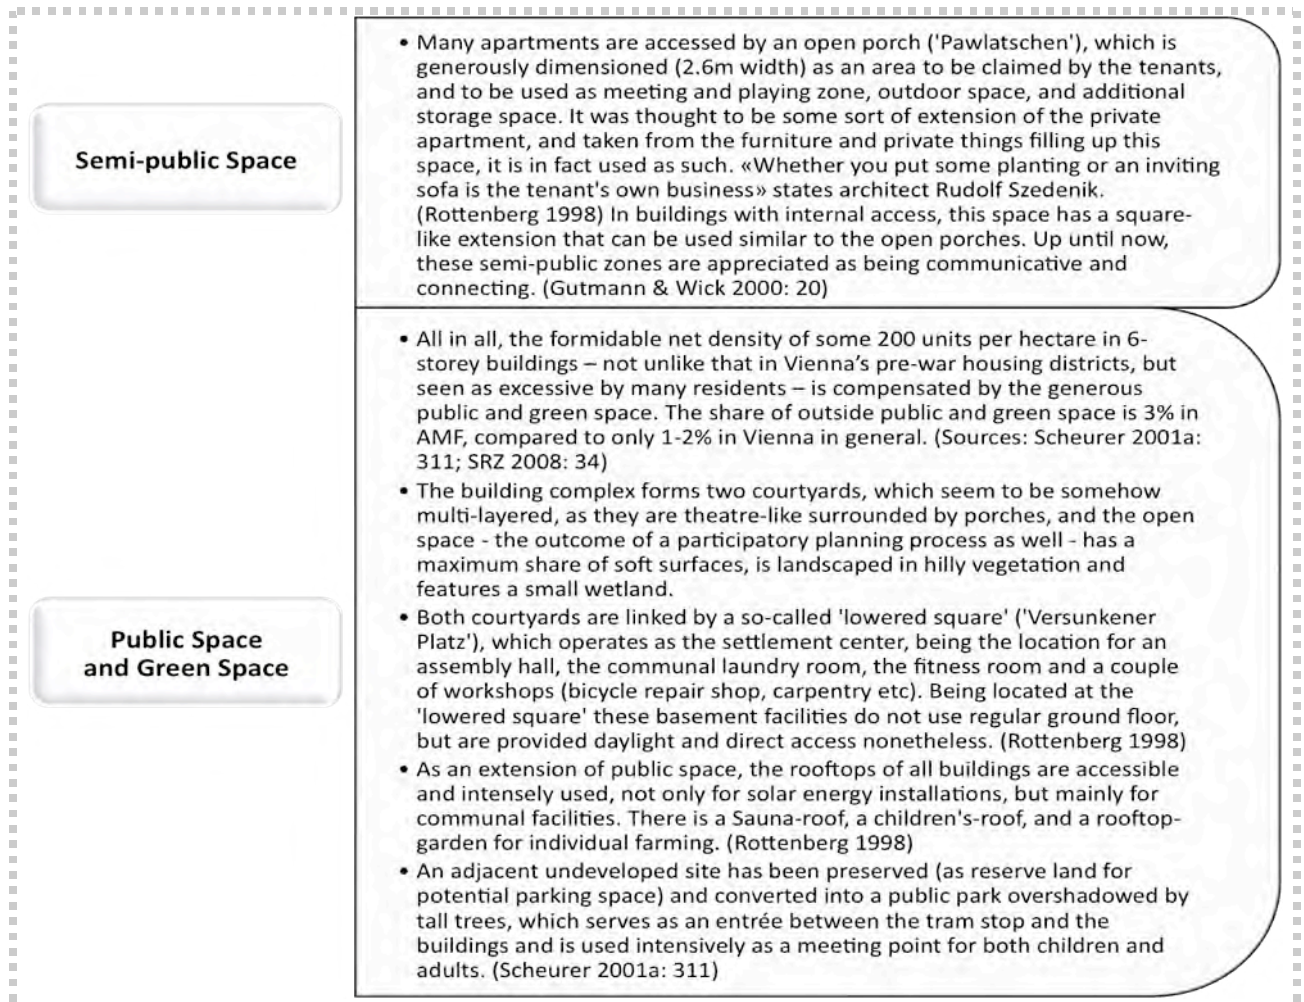 Semi-public Space
• Many apartments are accessed by an open porch ('Pawlatschen'), which is
generously dimensioned (2.6m width) as an area to be claimed by the tenants,
and to be used as meeting and playing zone, outdoor space, and additional
storage space. It was thought to be some sort of extension of the private
apartment, and taken from the furniture and private things filling up this
space, it is in fact used as such. «Whether you put some planting or an inviting
sofa is the tenant's own business» states architect Rudolf Szedenik.
(Rottenberg 1998) In buildings with internal access, this space has a square-
like extension that can be used similar to the open porches. Up until now,
these semi-public zones are appreciated as being communicative and
connecting. (Gutmann & Wick 2000: 20)
Public Space
and Green Space
• All in all, the formidable net density of some 200 units per hectare in 6-
storey buildings – not unlike that in Vienna’s pre-war housing districts, but
seen as excessive by many residents – is compensated by the generous
public and green space. The share of outside public and green space is 3% in
AMF, compared to only 1-2% in Vienna in general. (Sources: Scheurer 2001a:
311; SRZ 2008: 34)
• The building complex forms two courtyards, which seem to be somehow
multi-layered, as they are theatre-like surrounded by porches, and the open
space - the outcome of a participatory planning process as well - has a
maximum share of soft surfaces, is landscaped in hilly vegetation and
features a small wetland.
• Both courtyards are linked by a so-called 'lowered square' ('Versunkener
Platz'), which operates as the settlement center, being the location for an
assembly hall, the communal laundry room, the fitness room and a couple
of workshops (bicycle repair shop, carpentry etc). Being located at the
'lowered square' these basement facilities do not use regular ground floor,
but are provided daylight and direct access nonetheless. (Rottenberg 1998)
• As an extension of public space, the rooftops of all buildings are accessible
and intensely used, not only for solar energy installations, but mainly for
communal facilities. There is a Sauna-roof, a children's-roof, and a rooftop-
garden for individual farming. (Rottenberg 1998)
• An adjacent undeveloped site has been preserved (as reserve land for
potential parking space) and converted into a public park overshadowed by
tall trees, which serves as an entrée between the tram stop and the
buildings and is used intensively as a meeting point for both children and
adults. (Scheurer 2001a: 311)